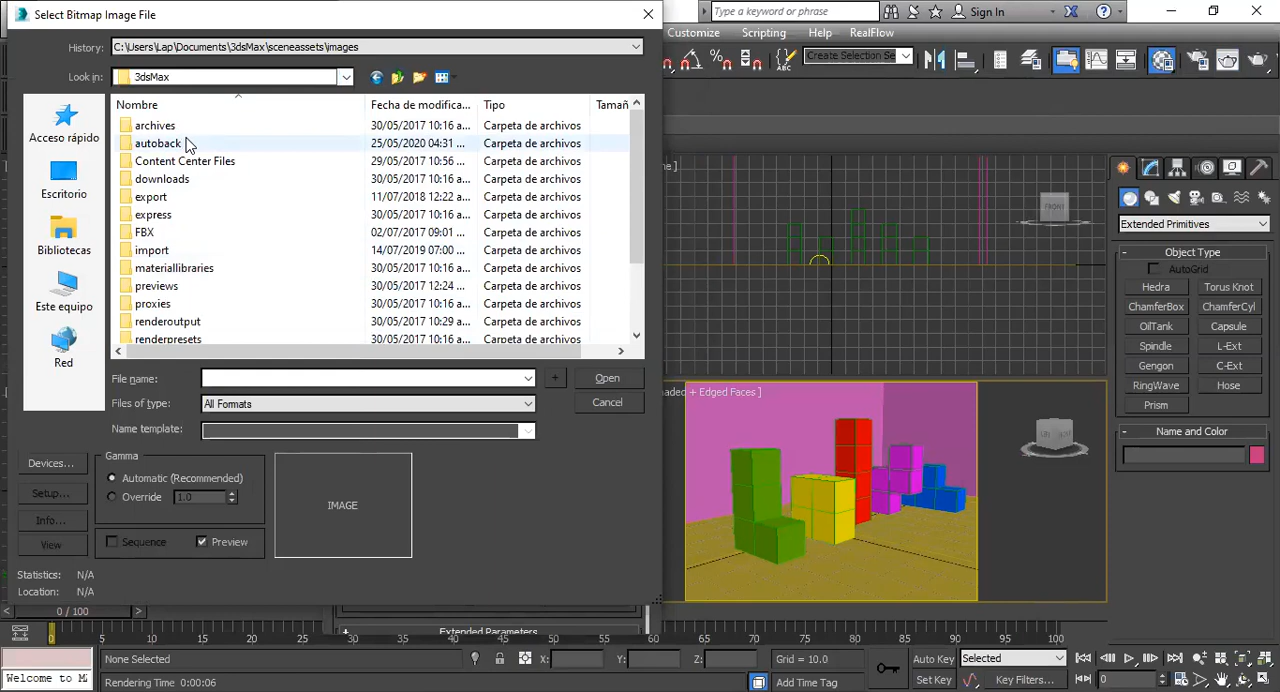 Select Bitmap Image File
Type a keyword or phrase
Sign In
History:
C:\Users\Lap\Documents\3dsMax\sceneassets\images
Customize
Scripting
Help
RealFlow
Look in:
3dsMax
Create Selection Se
Nombre
Fecha de modifica...
Tipo
Tamañ
archives
30/05/2017 10:16 a...
Carpeta de archivos
autoback
25/05/2020 04:31 ...
Carpeta de archivos
Content Center Files
29/05/2017 10:56 ...
Carpeta de archivos
downloads
30/05/2017 10:16 a...
Carpeta de archivos
export
11/07/2018 12:22 a...
Carpeta de archivos
express
30/05/2017 10:16 a...
Carpeta de archivos
FBX
02/07/2017 09:01 ...
Carpeta de archivos
import
14/07/2019 07:00 ...
Carpeta de archivos
materiallibraries
30/05/2017 10:16 a...
Carpeta de archivos
previews
30/05/2017 12:24 ...
Carpeta de archivos
proxies
30/05/2017 10:16 a...
Carpeta de archivos
renderoutput
30/05/2017 10:29 a...
Carpeta de archivos
renderpresets
30/05/2017 10:16 a...
Carpeta de archivos
Acceso rápido
Escritorio
Bibliotecas
Este equipo
Red
File name:
Open
Files of type:
All Formats
Cancel
Name template:
Devices...
Setup...
Info...
View
Gamma
Automatic (Recommended)
Override
1.0
Sequence
Preview
IMAGE
Statistics:
N/A
Location:
N/A
FRONT
haded + Edged Faces ]
Extended Primitives
Object Type
AutoGrid
Hedra
Torus Knot
ChamferBox
ChamferCyl
OilTank
Capsule
Spindle
L-Ext
Gengon
C-Ext
RingWave
Hose
Prism
Name and Color
0 / 100
Extended Parameters
0 5 10 15 20 25 30 35 40 45 50 55 60 65 70 75 80 85 90 95 100
None Selected
X:
Y:
Z:
Grid = 10.0
Auto Key
Selected
Welcome to M
Rendering Time 0:00:06
Add Time Tag
Set Key
Key Filters...
0